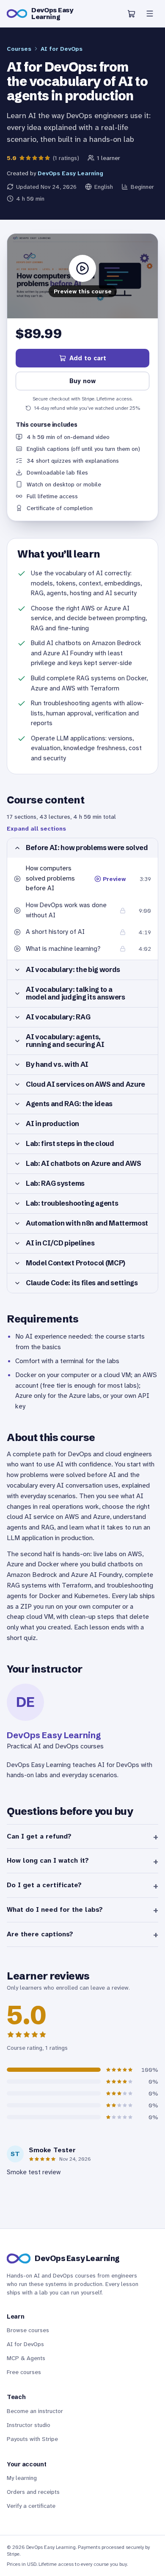 DevOps Easy
Learning
Courses > AI for DevOps
AI for DevOps: from
the vocabulary of AI to
agents in production
Learn AI the way DevOps engineers use
it: every idea explained with a real-life
scenario, then built in a hands-on lab
5.0 ★★★★★ (1 ratings) 1 learner
Created by DevOps Easy Learning
Updated Nov 24, 2026 English Beginner
4 h 50 min
Preview this course
$89.99
Add to cart
Buy now
Secure checkout with Stripe. Lifetime access.
14-day refund while you've watched under 25%.
This course includes
4 h 50 min of on-demand video
English captions (off until you turn them on)
34 short quizzes with explanations
Downloadable lab files
Watch on desktop or mobile
Full lifetime access
Certificate of completion
What you'll learn
Use the vocabulary of AI correctly:
models, tokens, context, embeddings,
RAG, agents, hosting and AI security
Choose the right AWS or Azure AI
service, and decide between prompting,
RAG and fine-tuning
Build AI chatbots on Amazon Bedrock
and Azure AI Foundry with least
privilege and keys kept server-side
Build complete RAG systems on Docker,
Azure and AWS with Terraform
Run troubleshooting agents with allow-
lists, human approval, verification and
reports
Operate LLM applications: versions,
evaluation, knowledge freshness, cost
and security
Course content
17 sections, 43 lectures, 4 h 50 min total
Expand all sections
Before AI: how problems were solved
How computers
solved problems
before AI
Preview
3:39
How DevOps work was done
without AI
9:00
A short history of AI 4:19
What is machine learning? 4:02
AI vocabulary: the big words
AI vocabulary: talking to a
model and judging its answers
AI vocabulary: RAG
AI vocabulary: agents,
running and securing AI
By hand vs. with AI
Cloud AI services on AWS and Azure
Agents and RAG: the ideas
AI in production
Lab: first steps in the cloud
Lab: AI chatbots on Azure and AWS
Lab: RAG systems
Lab: troubleshooting agents
Automation with n8n and Mattermost
AI in CI/CD pipelines
Model Context Protocol (MCP)
Claude Code: its files and settings
Requirements
• No AI experience needed: the course starts
from the basics
• Comfort with a terminal for the labs
• Docker on your computer or a cloud VM; an AWS
account (free tier is enough for most labs);
Azure only for the Azure labs, or your own API
key
About this course
A complete path for DevOps and cloud engineers
who want to use AI with confidence. You start with
how problems were solved before AI and the
vocabulary every AI conversation uses, explained
with everyday scenarios. Then you see what AI
changes in real operations work, choose the right
cloud AI service on AWS and Azure, understand
agents and RAG, and learn what it takes to run an
LLM application in production.
The second half is hands-on: live labs on AWS,
Azure and Docker where you build chatbots on
Amazon Bedrock and Azure AI Foundry, complete
RAG systems with Terraform, and troubleshooting
agents for Docker and Kubernetes. Every lab ships
as a ZIP you can run on your own computer or a
cheap cloud VM, with clean-up steps that delete
only what you created. Each lesson ends with a
short quiz.
Your instructor
DE
DevOps Easy Learning
Practical AI and DevOps courses
DevOps Easy Learning teaches AI for DevOps with
hands-on labs and everyday scenarios.
Questions before you buy
Can I get a refund? +
How long can I watch it? +
Do I get a certificate? +
What do I need for the labs? +
Are there captions? +
Learner reviews
Only learners who enrolled can leave a review.
5.0
★★★★★
Course rating, 1 ratings
★★★★★ 100%
★★★★★ 0%
★★★★★ 0%
★★★★★ 0%
★★★★★ 0%
ST
Smoke Tester
★★★★★ Nov 24, 2026
Smoke test review
DevOps Easy Learning
Hands-on AI and DevOps courses from engineers
who run these systems in production. Every lesson
ships with a lab you can run yourself.
Learn
Browse courses
AI for DevOps
MCP & Agents
Free courses
Teach
Become an instructor
Instructor studio
Payouts with Stripe
Your account
My learning
Orders and receipts
Verify a certificate
© 2026 DevOps Easy Learning. Payments processed securely by
Stripe.
Prices in USD. Lifetime access to every course you buy.